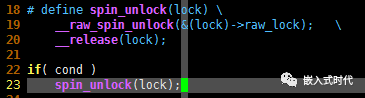 18 # define spin_unlock(lock) \
19     __raw_spin_unlock(&(lock)->raw_lock);   \
20     __release(lock);
21
22 if( cond )
23     spin_unlock(lock);
嵌入式时代